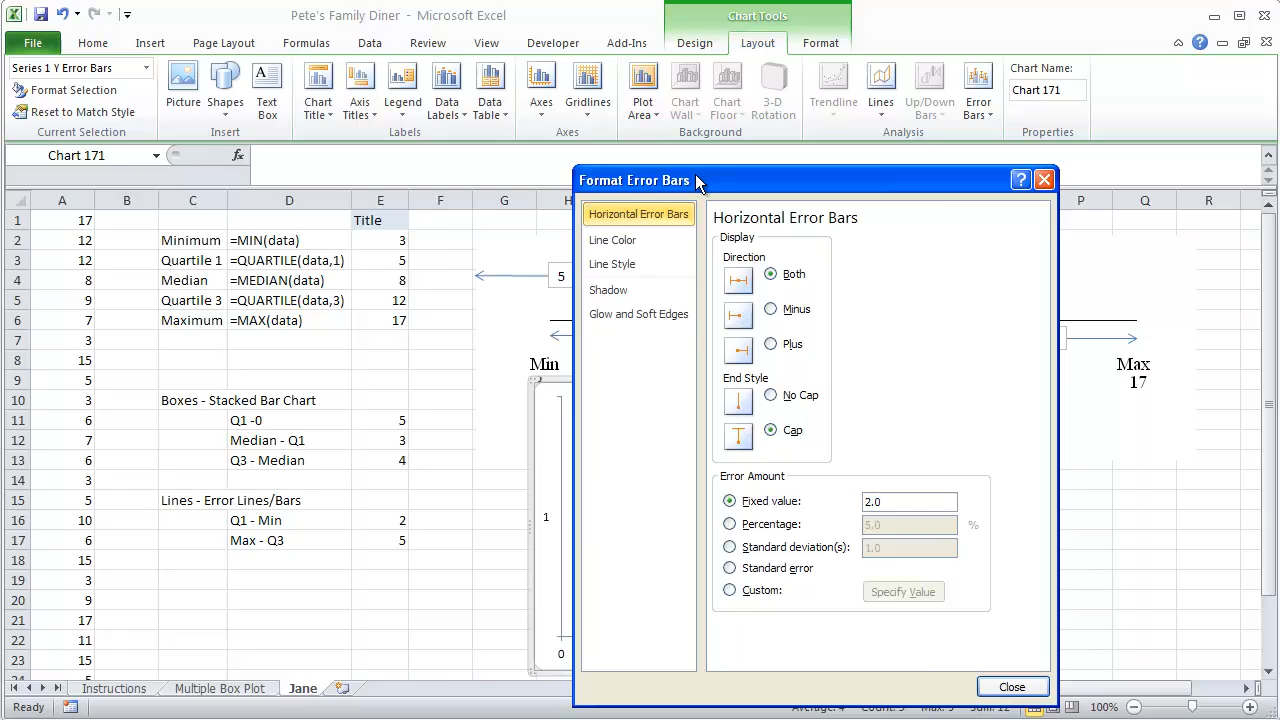 Pete's Family Diner - Microsoft Excel
Chart Tools
File Home Insert Page Layout Formulas Data Review View Developer Add-Ins Design Layout Format
Series 1 Y Error Bars
Format Selection
Reset to Match Style
Current Selection
Picture Shapes Text Box
Insert
Chart Title Axis Titles Legend Data Labels Data Table
Labels
Axes Gridlines
Axes
Plot Area Chart Wall Chart Floor 3-D Rotation
Background
Trendline Lines Up/Down Bars Error Bars
Analysis
Chart Name:
Chart 171
Properties
Chart 171 fx
A B C D E F G H P Q R
1 17 Title
2 12 Minimum =MIN(data) 3
3 12 Quartile 1 =QUARTILE(data,1) 5
4 8 Median =MEDIAN(data) 8
5 9 Quartile 3 =QUARTILE(data,3) 12
6 7 Maximum =MAX(data) 17
7 3
8 15
9 5
10 3 Boxes - Stacked Bar Chart
11 6 Q1 -0 5
12 7 Median - Q1 3
13 6 Q3 - Median 4
14 3
15 5 Lines - Error Lines/Bars
16 10 Q1 - Min 2
17 6 Max - Q3 5
18 15
19 3
20 9
21 17
22 11
23 15
24
5
Min
Max
17
1
0
Format Error Bars
Horizontal Error Bars
Line Color
Line Style
Shadow
Glow and Soft Edges
Horizontal Error Bars
Display
Direction
Both
Minus
Plus
End Style
No Cap
Cap
Error Amount
Fixed value: 2.0
Percentage: 5.0 %
Standard deviation(s): 1.0
Standard error
Custom: Specify Value
Close
Instructions Multiple Box Plot Jane
Ready
100%